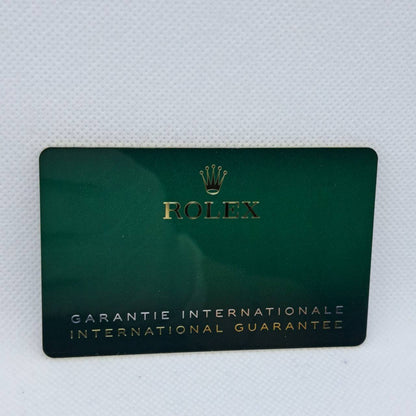 ROLEX
GARANTIE INTERNATIONALE
INTERNATIONAL GUARANTEE